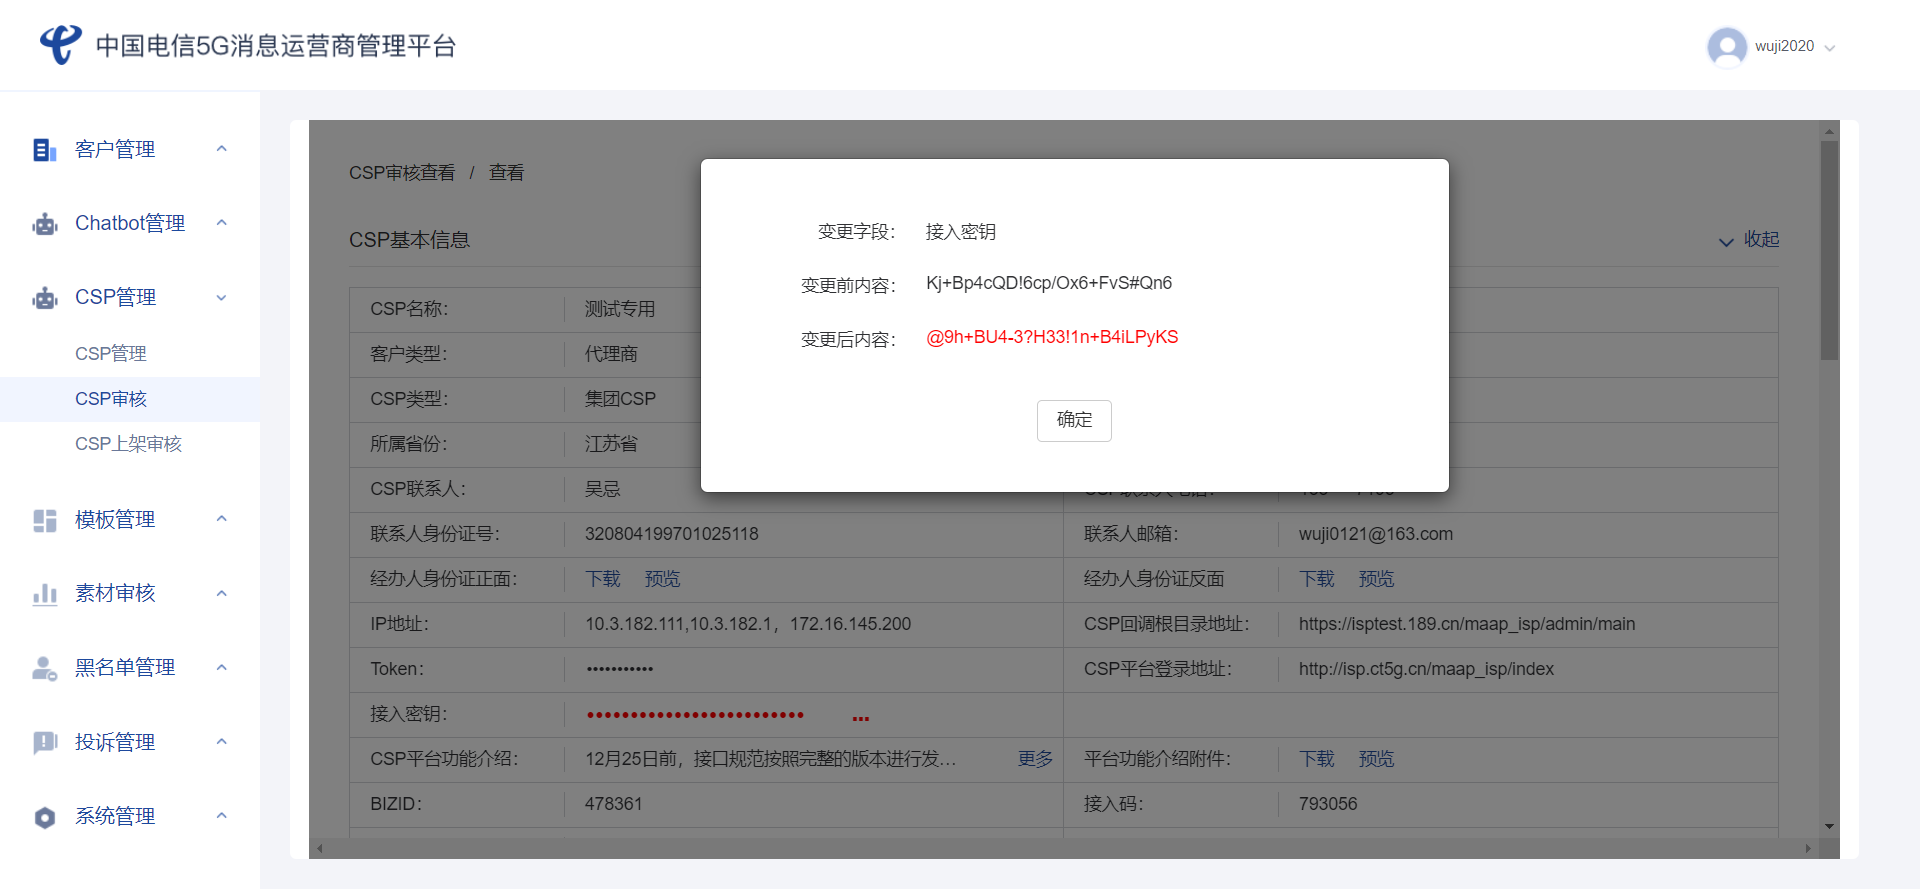 中国电信5G消息运营商管理平台
wuji2020
客户管理
Chatbot管理
CSP管理
CSP管理
CSP审核
CSP上架审核
模板管理
素材审核
黑名单管理
投诉管理
系统管理
CSP审核查看 / 查看
CSP基本信息
收起
变更字段： 接入密钥
变更前内容： Kj+Bp4cQD!6cp/Ox6+FvS#Qn6
变更后内容： @9h+BU4-3?H33!1n+B4iLPyKS
确定
CSP名称： 测试专用
客户类型： 代理商
CSP类型： 集团CSP
所属省份： 江苏省
CSP联系人： 吴忌
联系人身份证号： 320804199701025118 联系人邮箱： wuji0121@163.com
经办人身份证正面： 下载 预览 经办人身份证反面 下载 预览
IP地址： 10.3.182.111,10.3.182.1，172.16.145.200 CSP回调根目录地址： https://isptest.189.cn/maap_isp/admin/main
Token： ••••••••••• CSP平台登录地址： http://isp.ct5g.cn/maap_isp/index
接入密钥： ••••••••••••••••••••••••• ...
CSP平台功能介绍： 12月25日前，接口规范按照完整的版本进行发… 更多 平台功能介绍附件： 下载 预览
BIZID： 478361 接入码： 793056